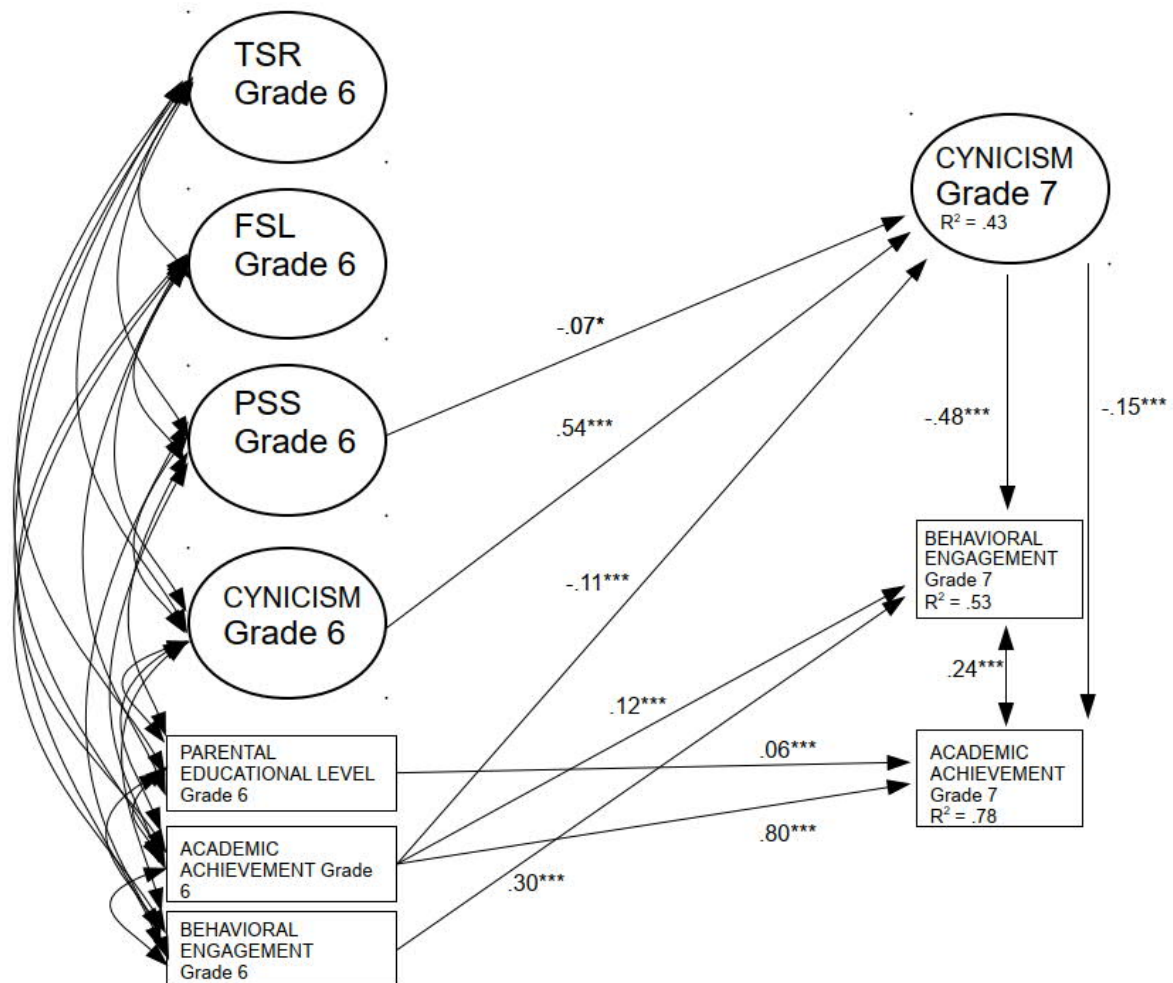 TSR
Grade 6
FSL
Grade 6
PSS
Grade 6
CYNICISM
Grade 6
PARENTAL
EDUCATIONAL LEVEL
Grade 6
ACADEMIC
ACHIEVEMENT Grade
6
BEHAVIORAL
ENGAGEMENT
Grade 6
-.07*
.54***
-.11***
.12***
.06***
.80***
.30***
CYNICISM
Grade 7
R² = .43
-.48***
-.15***
BEHAVIORAL
ENGAGEMENT
Grade 7
R² = .53
.24***
ACADEMIC
ACHIEVEMENT
Grade 7
R² = .78